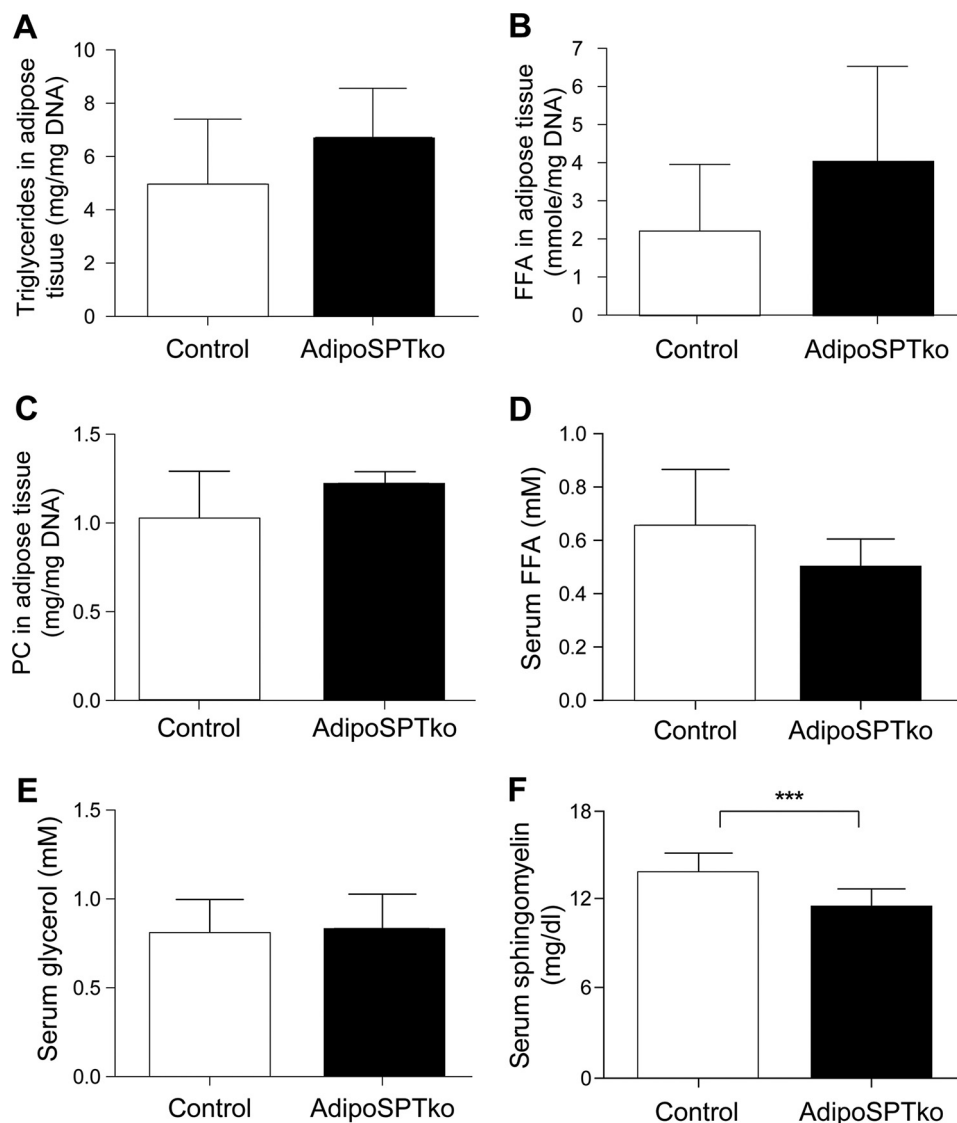 A
Triglycerides in adipose
tisuue (mg/mg DNA)
10
8
6
4
2
0
Control
AdipoSPTko
B
FFA in adipose tissue
(mmole/mg DNA)
7
6
5
4
3
2
1
0
Control
AdipoSPTko
C
PC in adipose tissue
(mg/mg DNA)
1.5
1.0
0.5
0.0
Control
AdipoSPTko
D
Serum FFA (mM)
1.0
0.8
0.6
0.4
0.2
0.0
Control
AdipoSPTko
E
Serum glycerol (mM)
1.5
1.0
0.5
0.0
Control
AdipoSPTko
F
Serum sphingomyelin
(mg/dl)
18
12
6
0
***
Control
AdipoSPTko